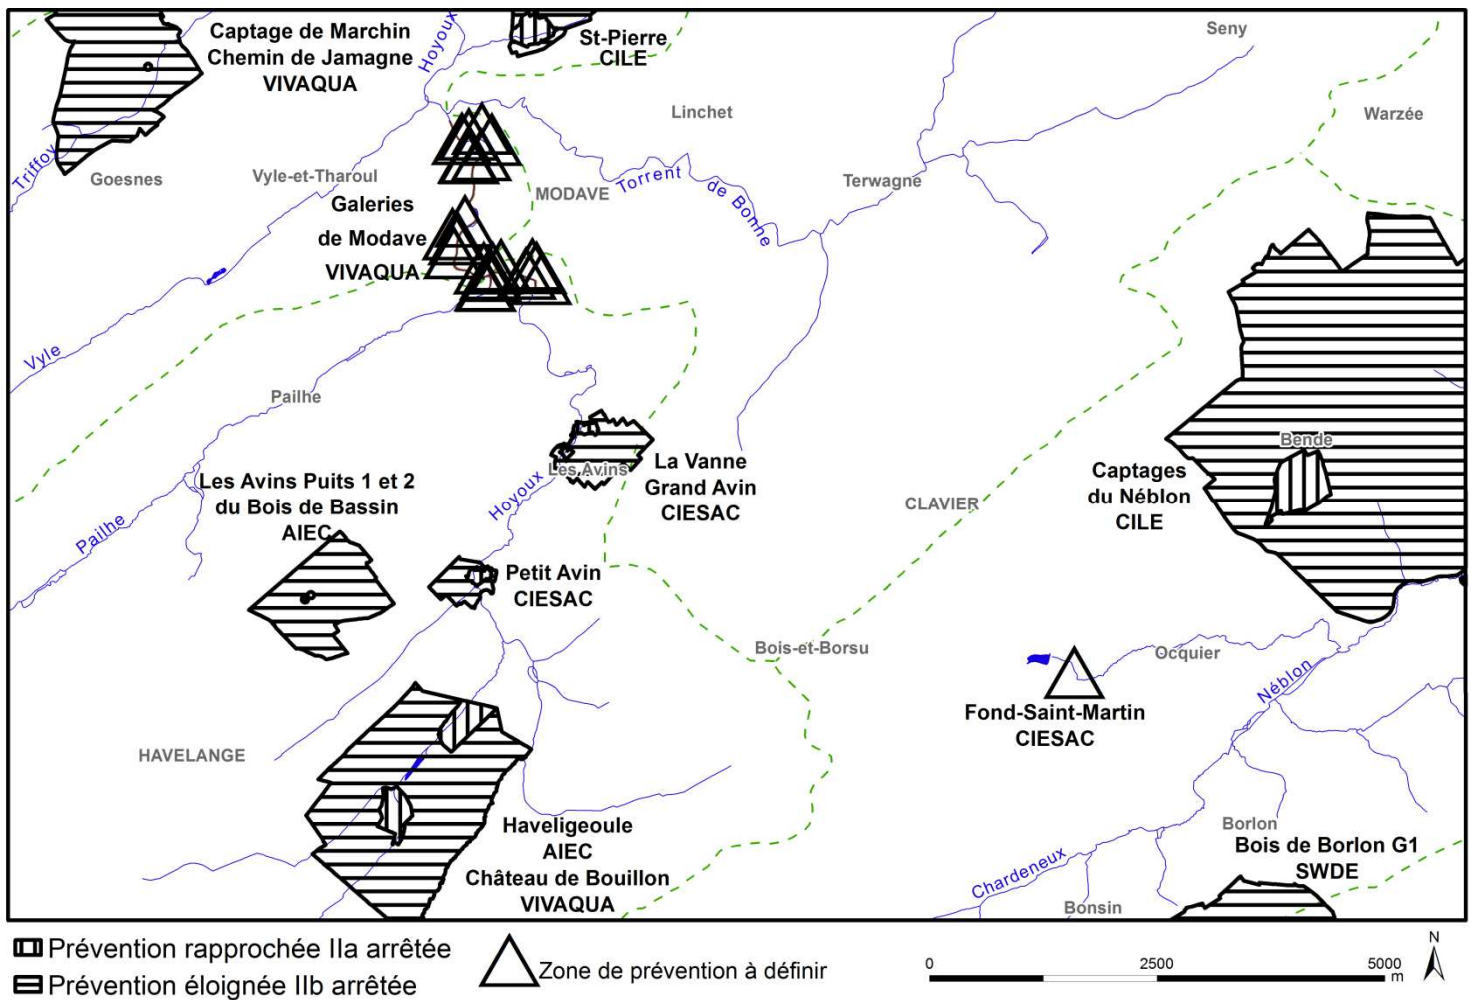 Captage de Marchin
Chemin de Jamagne
VIVAQUA
Hoyoux
St-Pierre
CILE
Seny
Linchet
Warzée
Triffoy
Goesnes
Vyle-et-Tharoul
MODAVE
Torrent de Bonne
Terwagne
Galeries
de Modave
VIVAQUA
Vyle
Pailhe
Les Avins
La Vanne
Grand Avin
CIESAC
Bende
Captages
du Néblon
CILE
Les Avins Puits 1 et 2
du Bois de Bassin
AIEC
Hoyoux
CLAVIER
Pailhe
Petit Avin
CIESAC
Bois-et-Borsu
Ocquier
Néblon
Fond-Saint-Martin
CIESAC
HAVELANGE
Haveligeoule
AIEC
Château de Bouillon
VIVAQUA
Borlon
Bois de Borlon G1
SWDE
Chardeneux
Bonsin
Prévention rapprochée IIa arrêtée
Prévention éloignée IIb arrêtée
Zone de prévention à définir
0 2500 5000
m
N